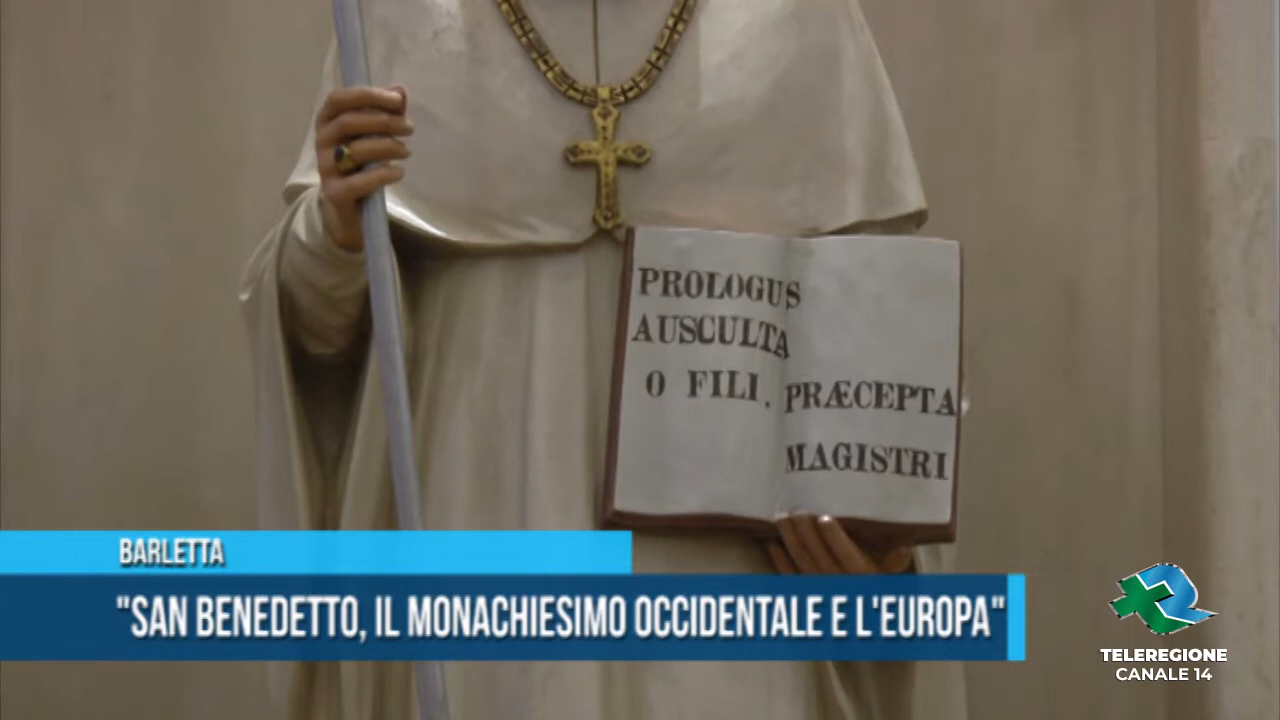 PROLOGUS
AUSCULTA
O FILI.
PRÆCEPTA
MAGISTRI
BARLETTA
"SAN BENEDETTO, IL MONACHIESIMO OCCIDENTALE E L'EUROPA"
TELEREGIONE
CANALE 14